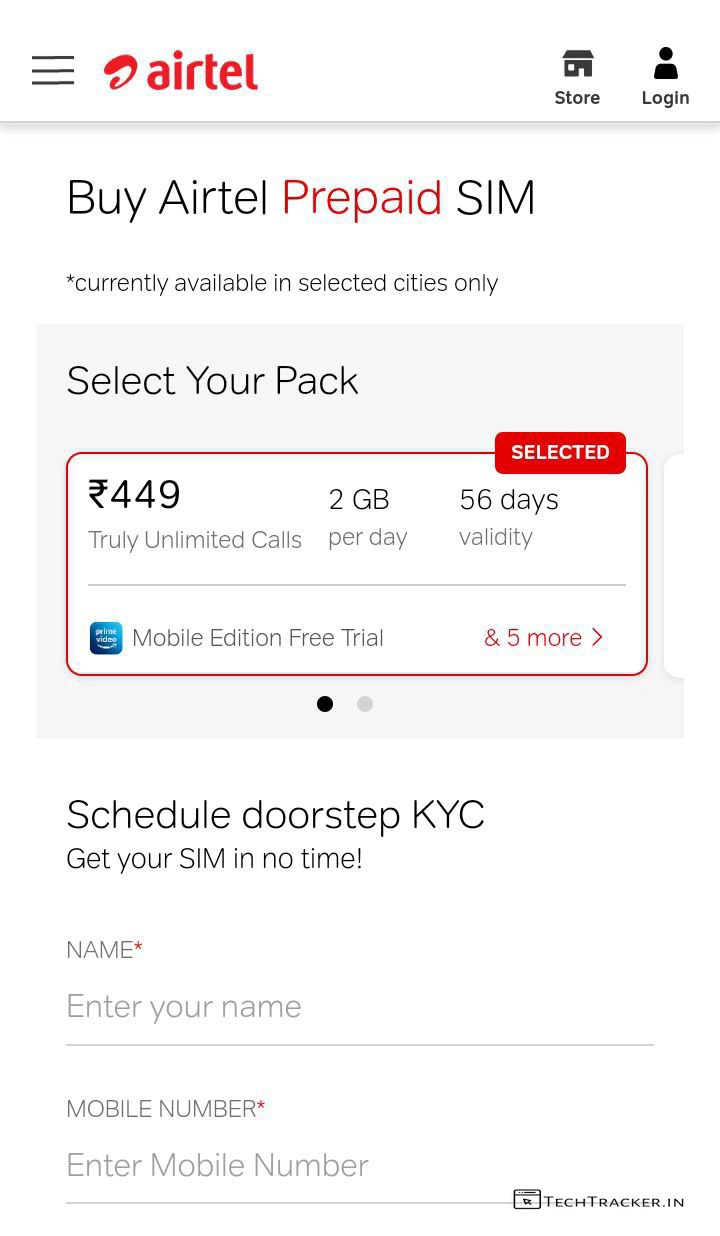 airtel
Store
Login
Buy Airtel Prepaid SIM
*currently available in selected cities only
Select Your Pack
SELECTED
₹449 2 GB 56 days
Truly Unlimited Calls per day validity
prime video Mobile Edition Free Trial & 5 more >
Schedule doorstep KYC
Get your SIM in no time!
NAME*
Enter your name
MOBILE NUMBER*
Enter Mobile Number
TECHTRACKER.IN